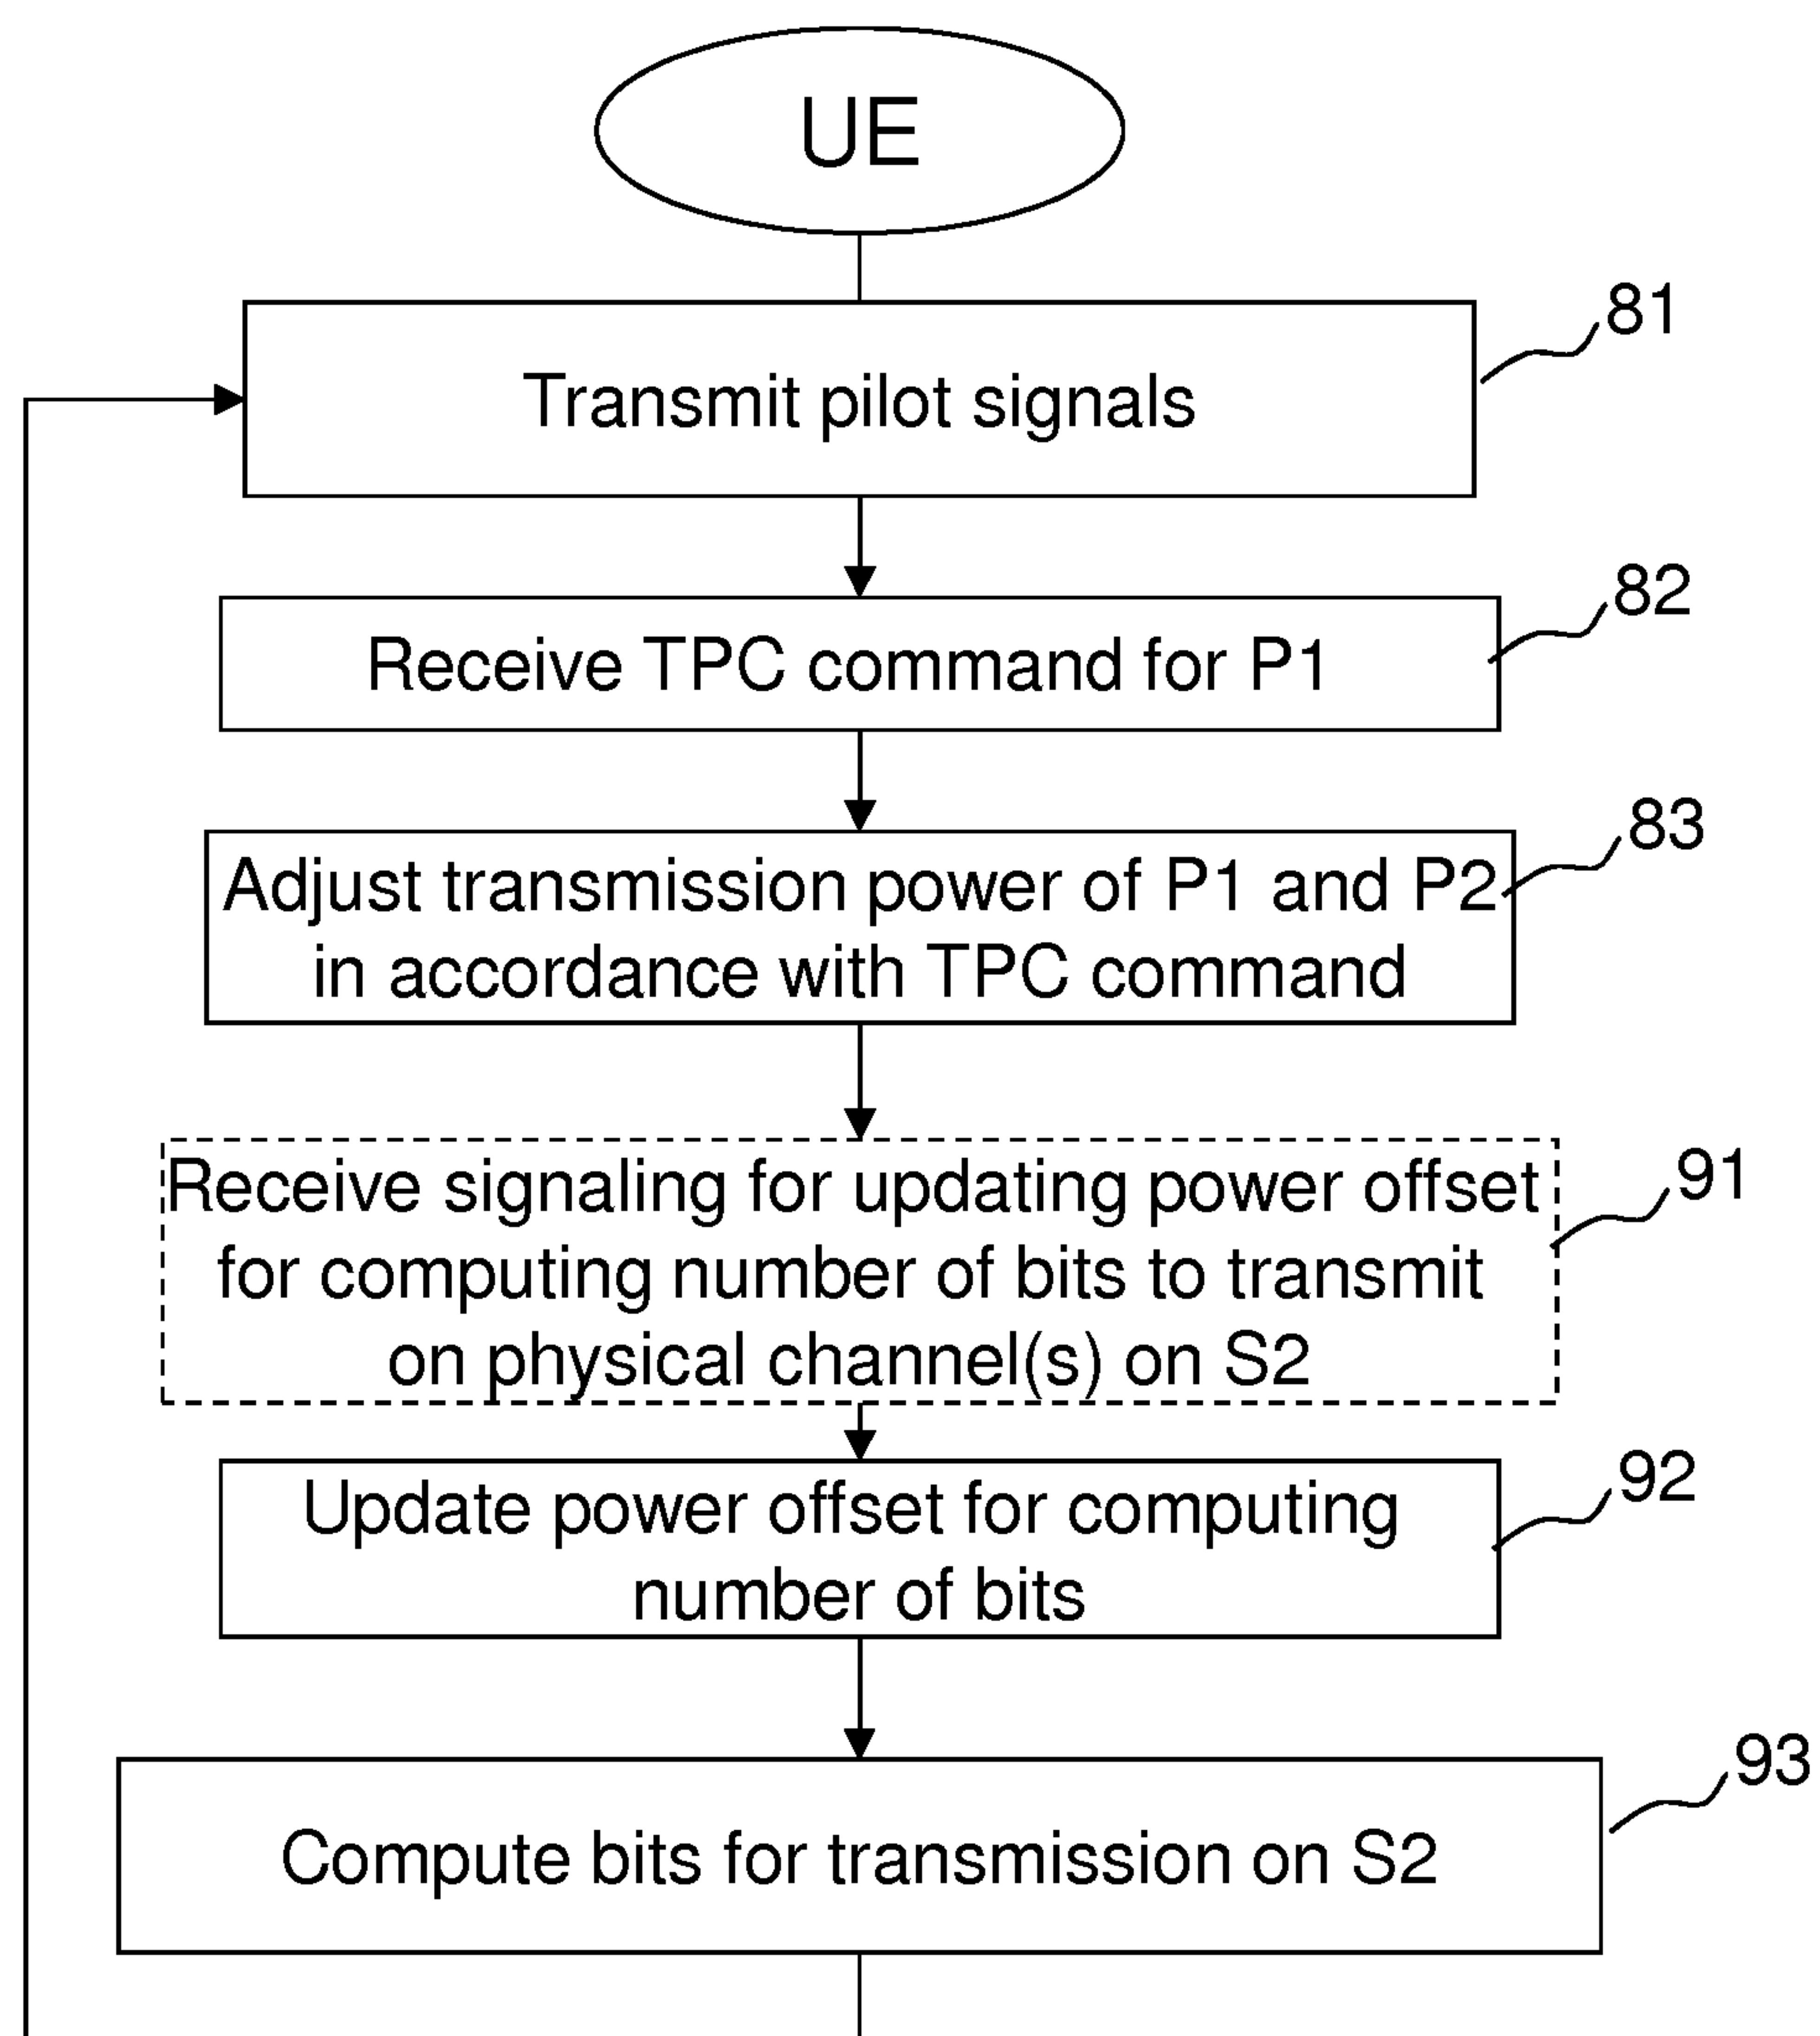 UE
81
Transmit pilot signals
82
Receive TPC command for P1
83
Adjust transmission power of P1 and P2
in accordance with TPC command
91
Receive signaling for updating power offset
for computing number of bits to transmit
on physical channel(s) on S2
92
Update power offset for computing
number of bits
93
Compute bits for transmission on S2